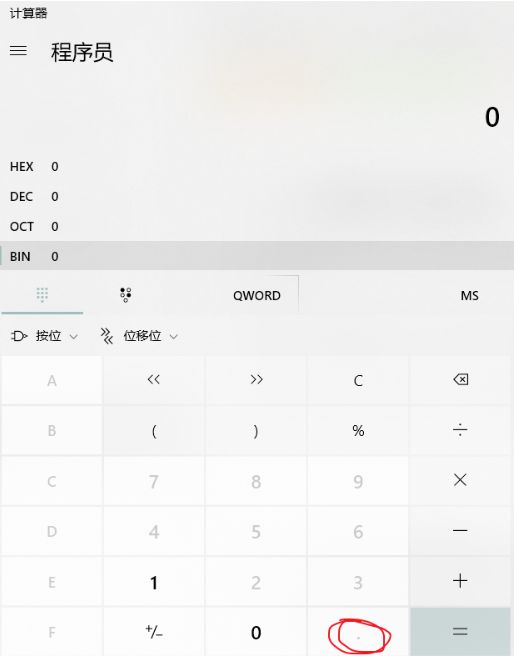 计算器
程序员
0
HEX 0
DEC 0
OCT 0
BIN 0
QWORD MS
按位 位移位
A << >> C
B ( ) % ÷
C 7 8 9 ×
D 4 5 6 −
E 1 2 3 +
F +/− 0 . =